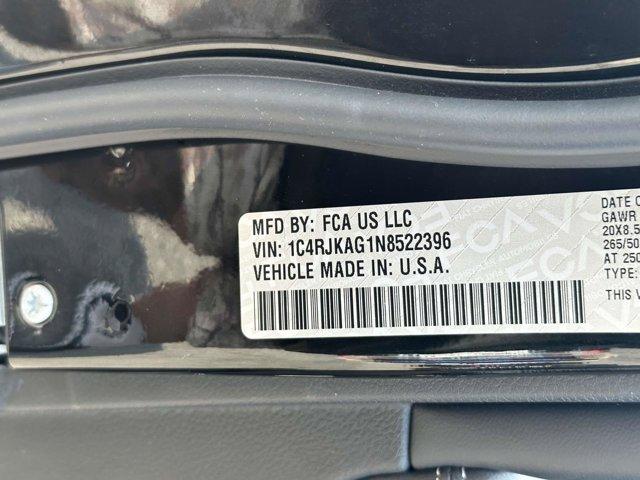 MFD BY: FCA US LLC
VIN: 1C4RJKAG1N8522396
VEHICLE MADE IN: U.S.A.
DATE O
GAWR
20X8.5
265/50
AT 250
TYPE:
THIS V